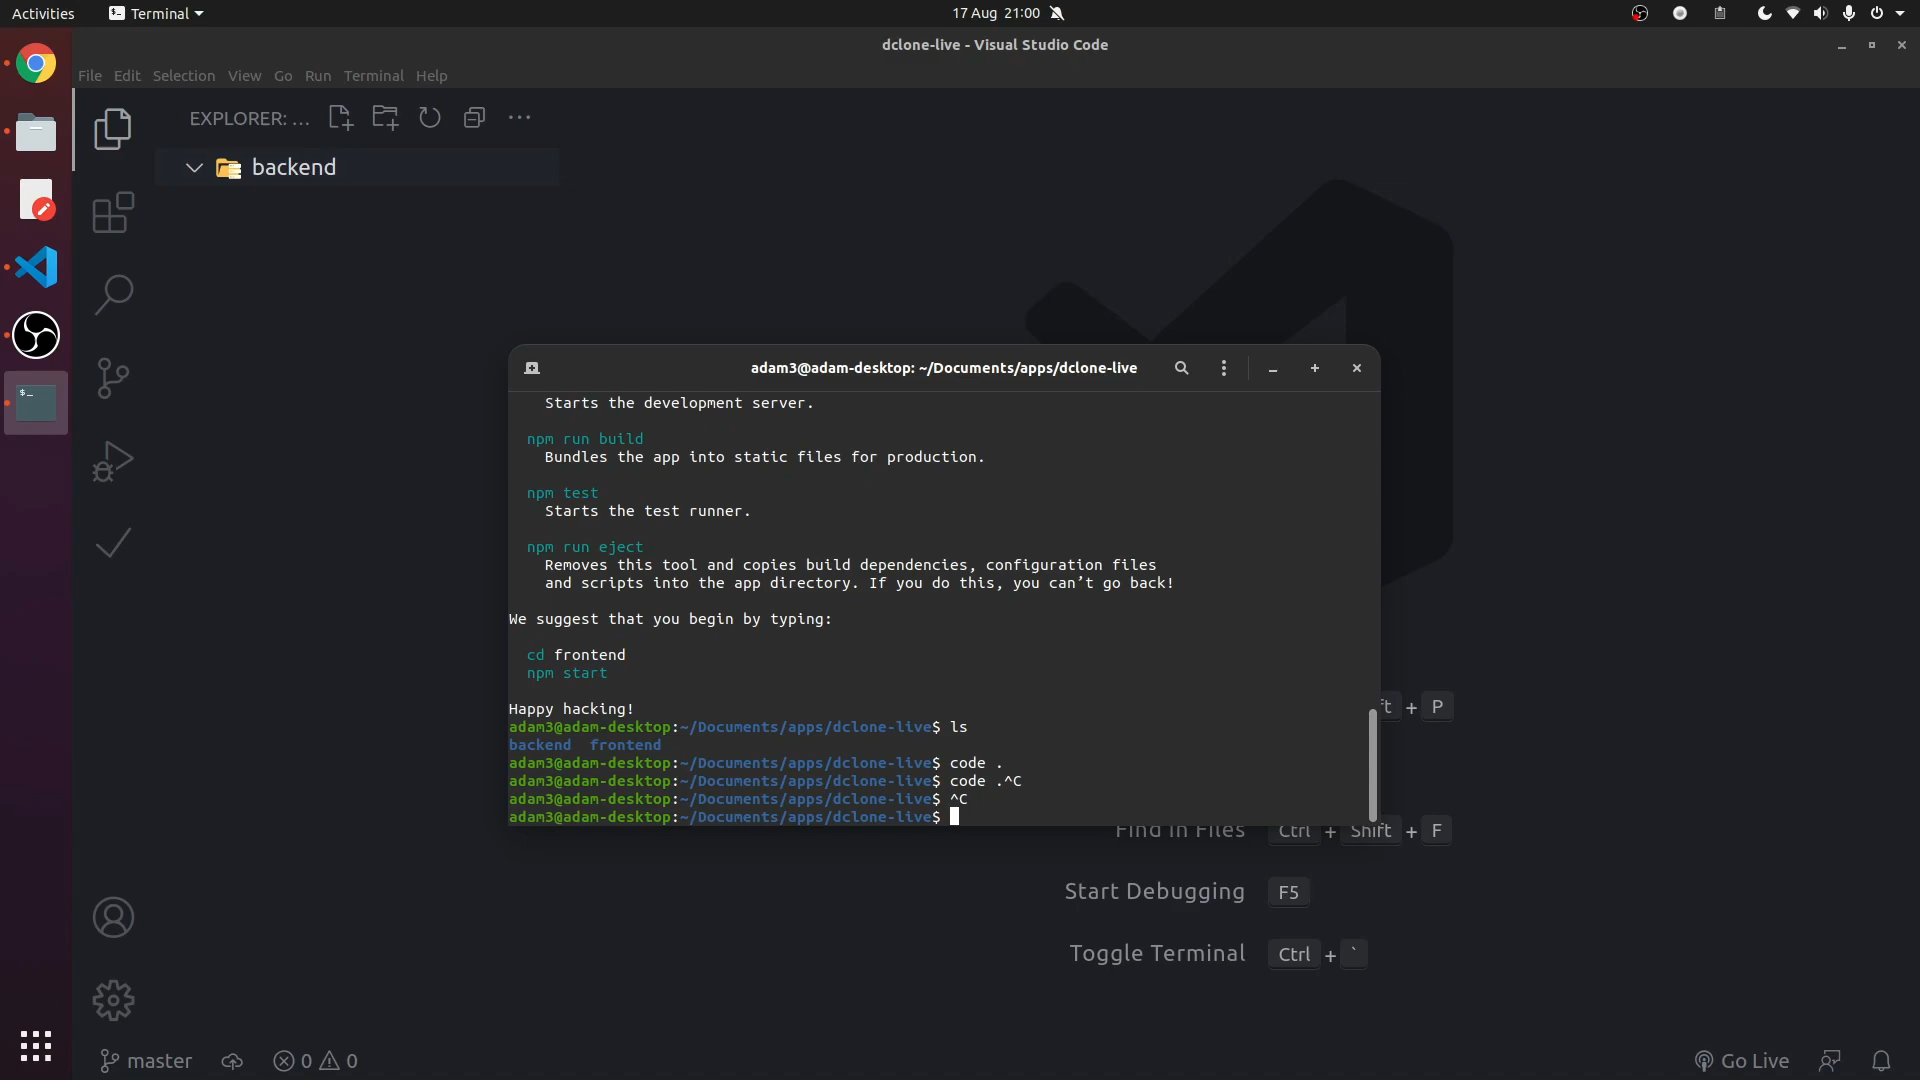 Activities
Terminal
17 Aug 21:00
dclone-live - Visual Studio Code
File Edit Selection View Go Run Terminal Help
EXPLORER: ...
backend
adam3@adam-desktop: ~/Documents/apps/dclone-live
Starts the development server.
npm run build
Bundles the app into static files for production.
npm test
Starts the test runner.
npm run eject
Removes this tool and copies build dependencies, configuration files
and scripts into the app directory. If you do this, you can’t go back!
We suggest that you begin by typing:
cd frontend
npm start
Happy hacking!
adam3@adam-desktop:~/Documents/apps/dclone-live$ ls
backend frontend
adam3@adam-desktop:~/Documents/apps/dclone-live$ code .
adam3@adam-desktop:~/Documents/apps/dclone-live$ code .^C
adam3@adam-desktop:~/Documents/apps/dclone-live$ ^C
adam3@adam-desktop:~/Documents/apps/dclone-live$
+ P
Find in Files Ctrl + Shift + F
Start Debugging F5
Toggle Terminal Ctrl + `
master
0 0
Go Live